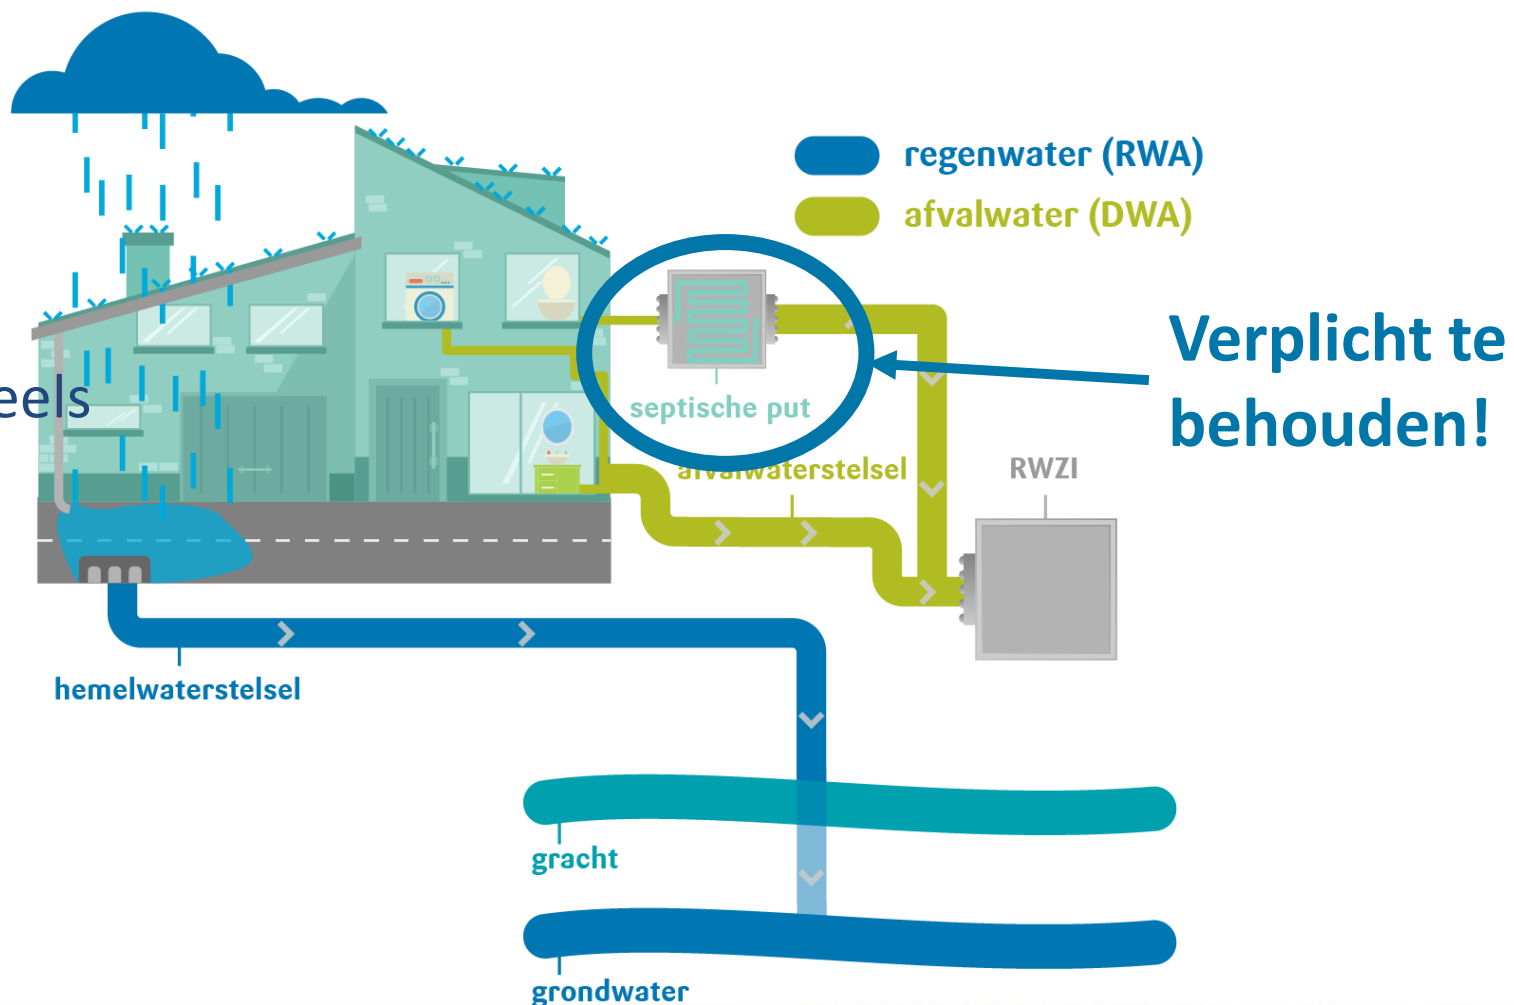 regenwater (RWA)
afvalwater (DWA)
Verplicht te
behouden!
eels
septische put
afvalwaterstelsel
RWZI
hemelwaterstelsel
gracht
grondwater